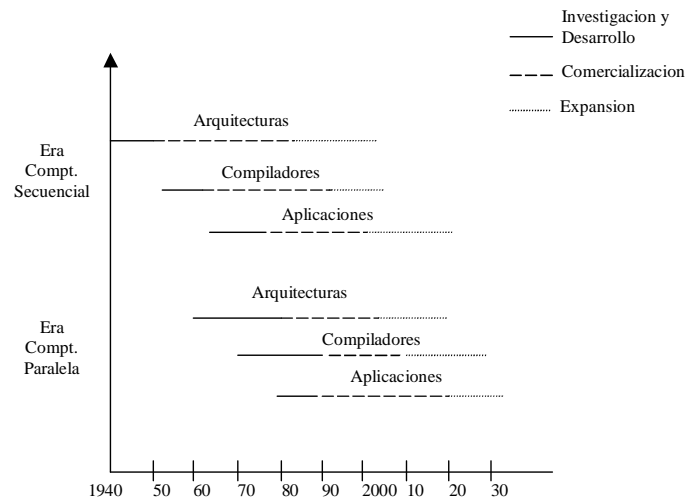 Investigacion y
Desarrollo
Comercializacion
Expansion
Era
Compt.
Secuencial
Arquitecturas
Compiladores
Aplicaciones
Era
Compt.
Paralela
Arquitecturas
Compiladores
Aplicaciones
1940 50 60 70 80 90 2000 10 20 30